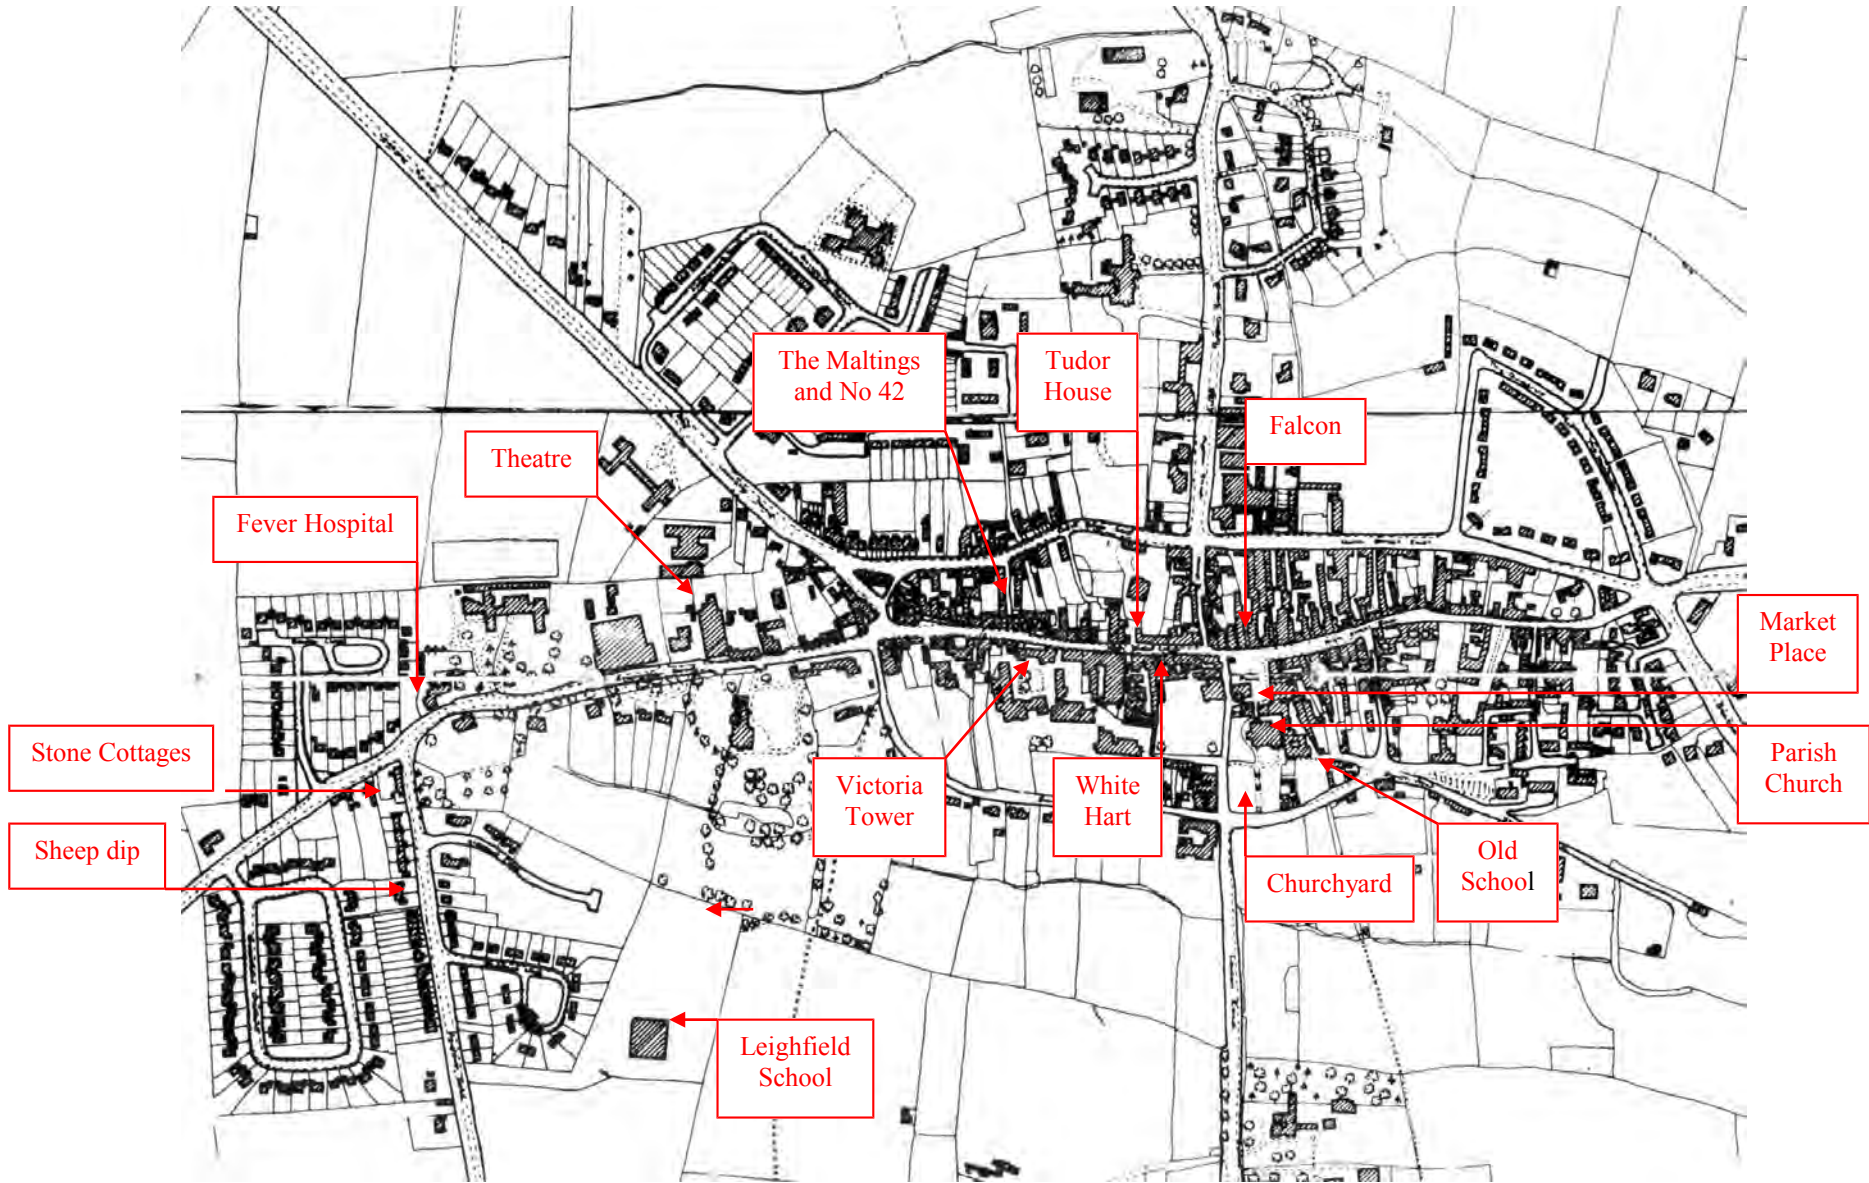 The Maltings
and No 42
Tudor
House
Falcon
Theatre
Fever Hospital
Market
Place
Stone Cottages
Parish
Church
Victoria
Tower
White
Hart
Sheep dip
Old
School
Churchyard
Leighfield
School